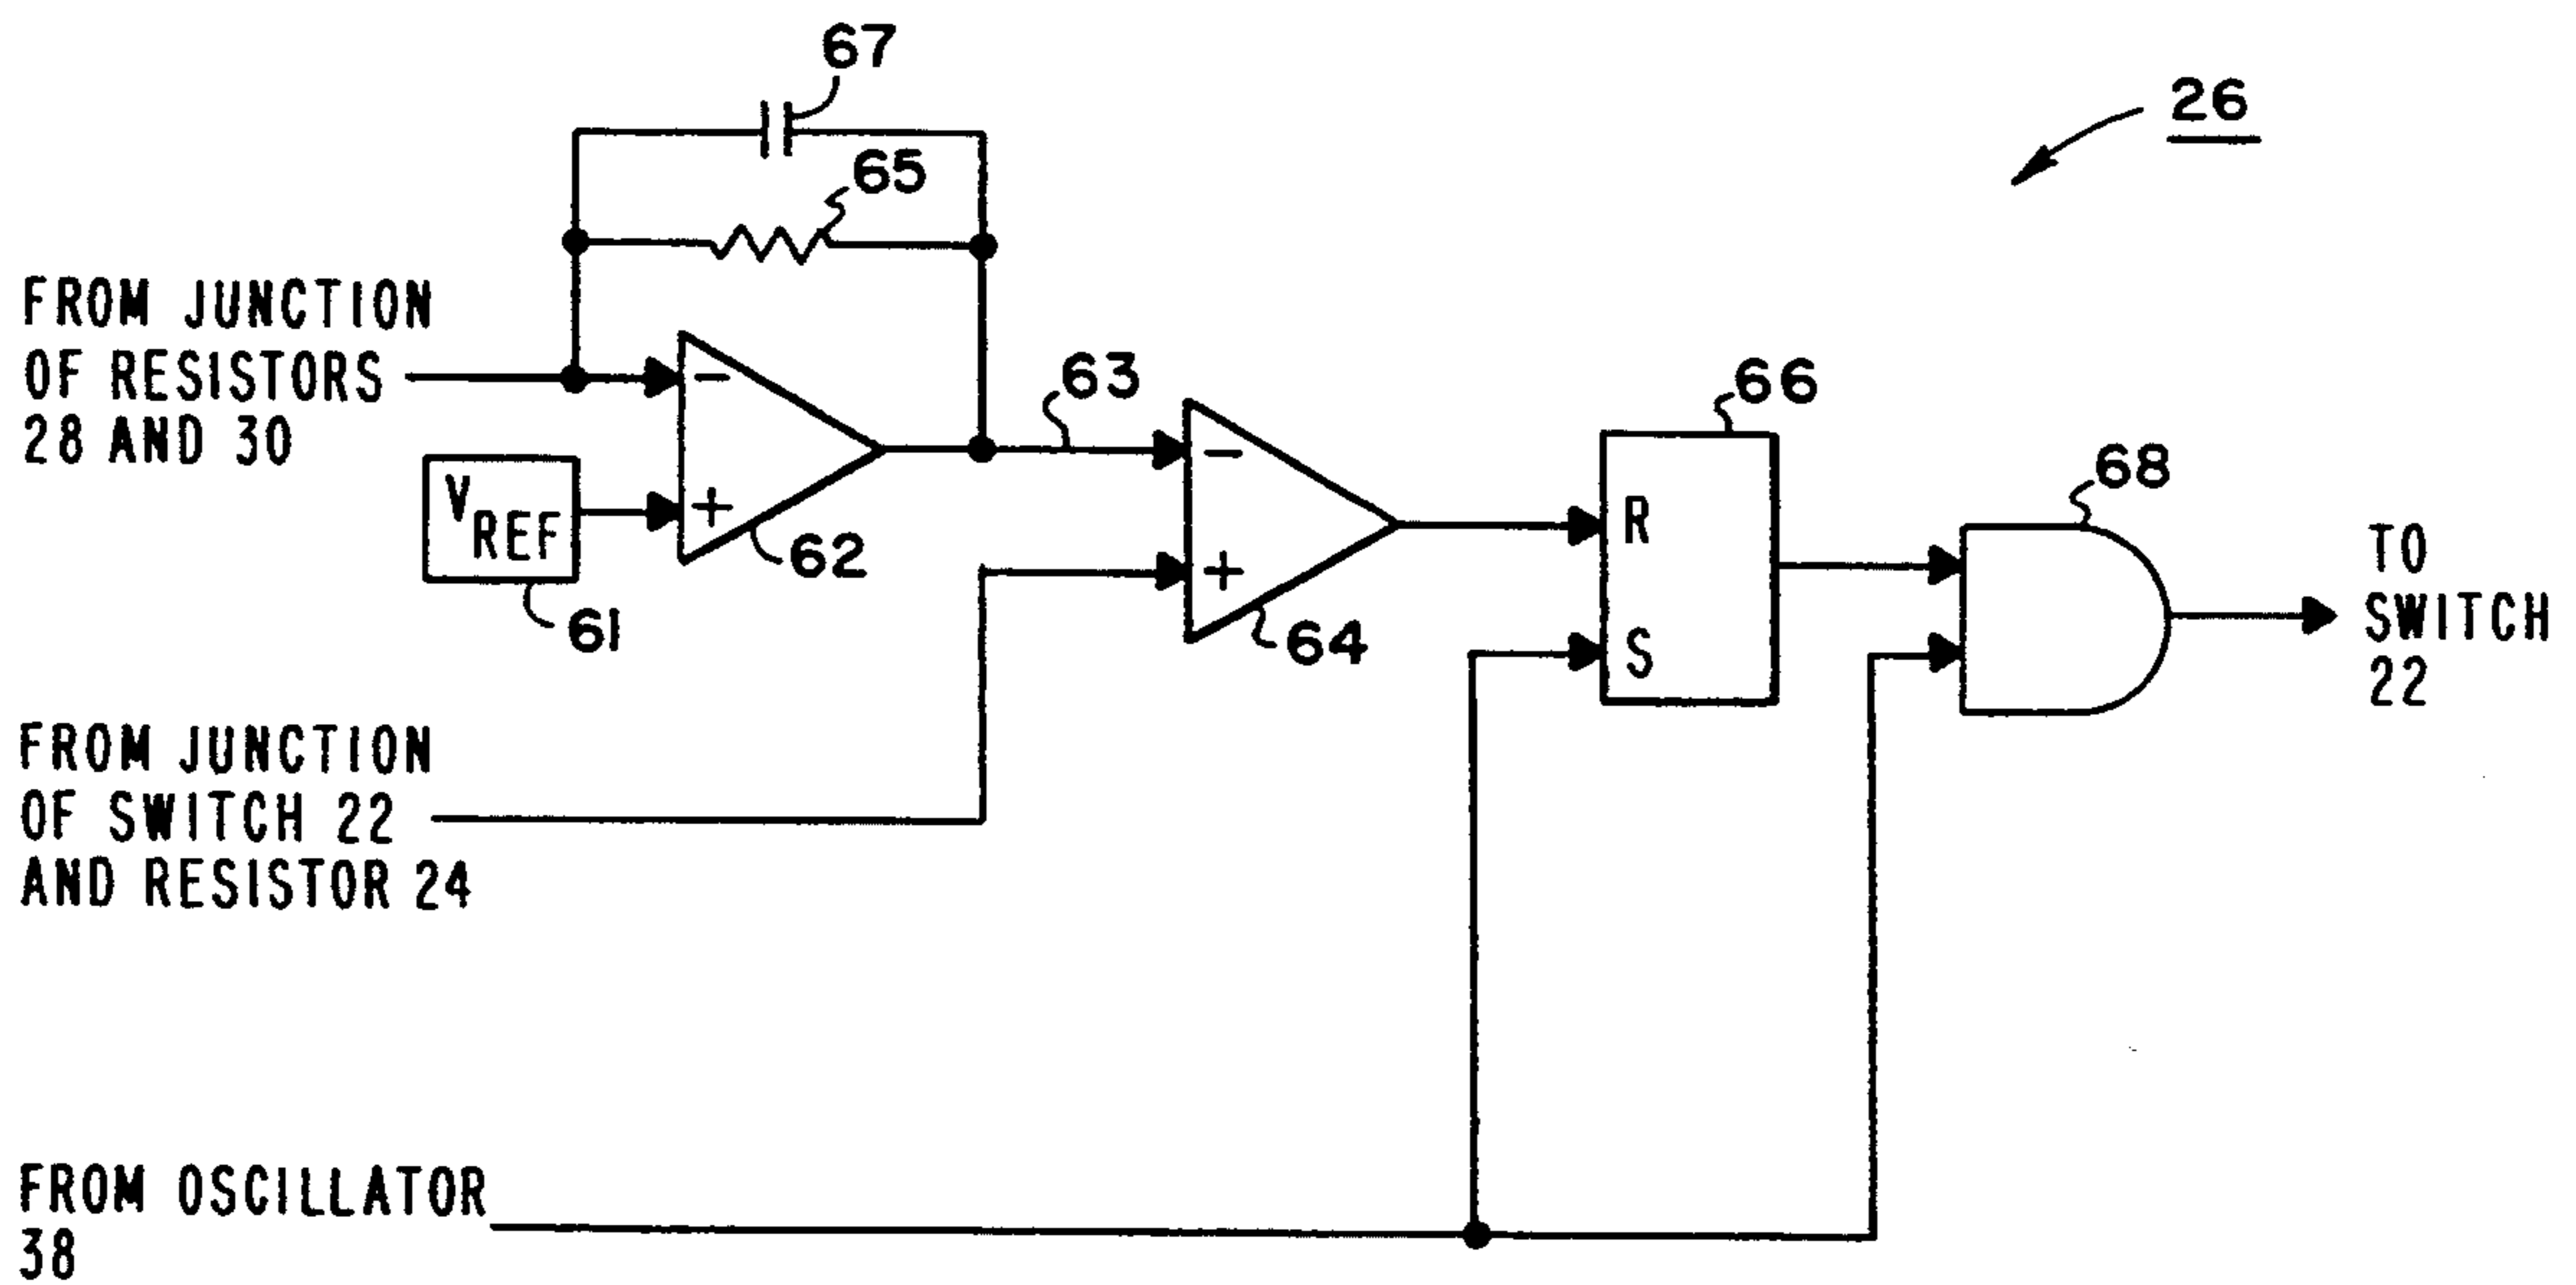 67
26
65
FROM JUNCTION
OF RESISTORS
28 AND 30
-
63
66
VREF
+
62
-
68
R
TO
SWITCH
22
61
+
64
S
FROM JUNCTION
OF SWITCH 22
AND RESISTOR 24
FROM OSCILLATOR
38